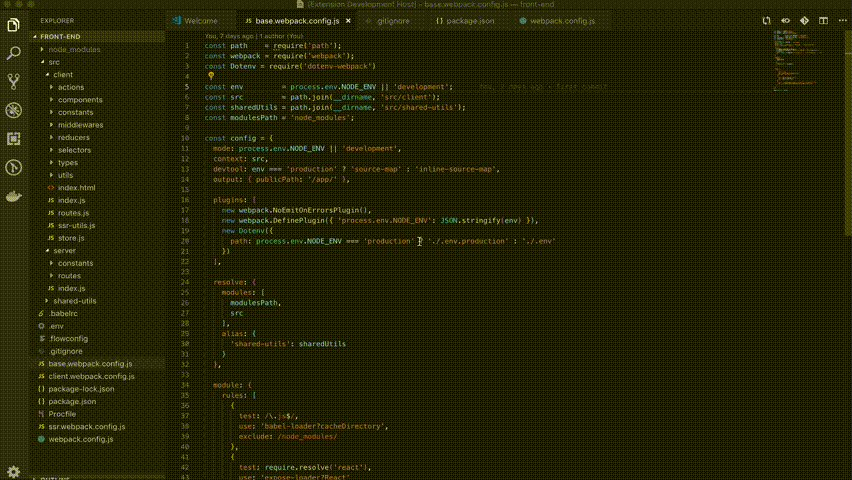 [Extension Development Host] - base.webpack.config.js — front-end
EXPLORER
Welcome
base.webpack.config.js
.gitignore
package.json
webpack.config.js
FRONT-END
node_modules
src
client
actions
components
constants
middlewares
reducers
selectors
types
utils
index.html
index.js
routes.js
ssr-utils.js
store.js
server
constants
routes
index.js
shared-utils
.babelrc
.env
.flowconfig
.gitignore
base.webpack.config.js
client.webpack.config.js
package-lock.json
package.json
Procfile
ssr.webpack.config.js
webpack.config.js
You, 7 days ago | 1 author (You)
1 const path = require('path');
2 const webpack = require('webpack');
3 const Dotenv = require('dotenv-webpack')
4
5 const env = process.env.NODE_ENV || 'development';
6 const src = path.join(__dirname, 'src/client');
7 const sharedUtils = path.join(__dirname, 'src/shared-utils');
8 const modulesPath = 'node_modules';
9
10 const config = {
11 mode: process.env.NODE_ENV || 'development',
12 context: src,
13 devtool: env === 'production' ? 'source-map' : 'inline-source-map',
14 output: { publicPath: '/app/' },
15
16 plugins: [
17 new webpack.NoEmitOnErrorsPlugin(),
18 new webpack.DefinePlugin({ 'process.env.NODE_ENV': JSON.stringify(env) }),
19 new Dotenv({
20 path: process.env.NODE_ENV === 'production' ? './.env.production' : './.env'
21 })
22 ],
23
24 resolve: {
25 modules: [
26 modulesPath,
27 src
28 ],
29 alias: {
30 'shared-utils': sharedUtils
31 }
32 },
33
34 module: {
35 rules: [
36 {
37 test: /\.js$/,
38 use: 'babel-loader?cacheDirectory',
39 exclude: /node_modules/
40 },
41 {
42 test: require.resolve('react'),
43 use: 'expose-loader?React'